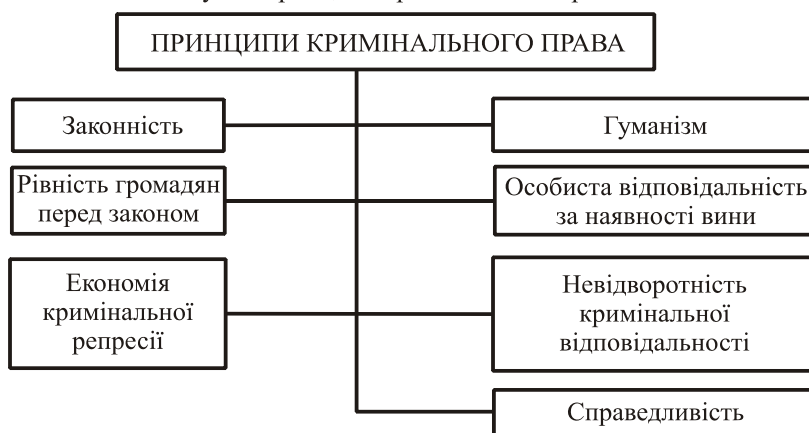 ПРИНЦИПИ КРИМІНАЛЬНОГО ПРАВА
Законність
Гуманізм
Рівність громадян
перед законом
Особиста відповідальність
за наявності вини
Економія
кримінальної
репресії
Невідворотність
кримінальної
відповідальності
Справедливість